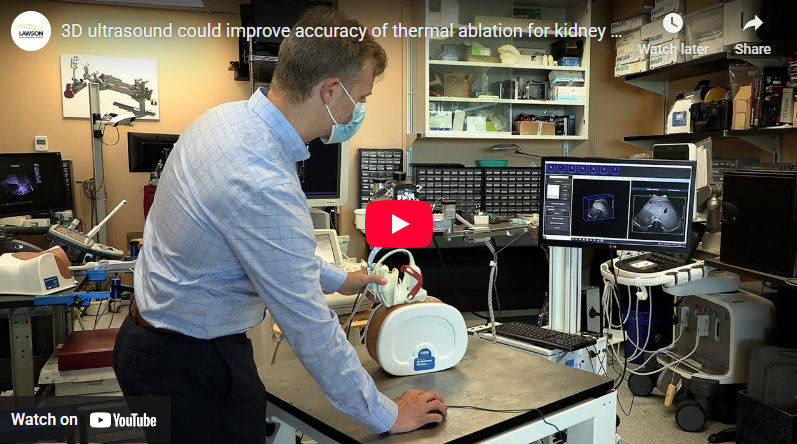 LAWSON
3D ultrasound could improve accuracy of thermal ablation for kidney ...
Watch later
Share
Watch on YouTube